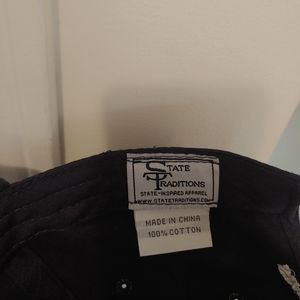 STATE
TRADITIONS
STATE-INSPIRED APPAREL
WWW.STATETRADITIONS.COM
MADE IN CHINA
100% COTTON